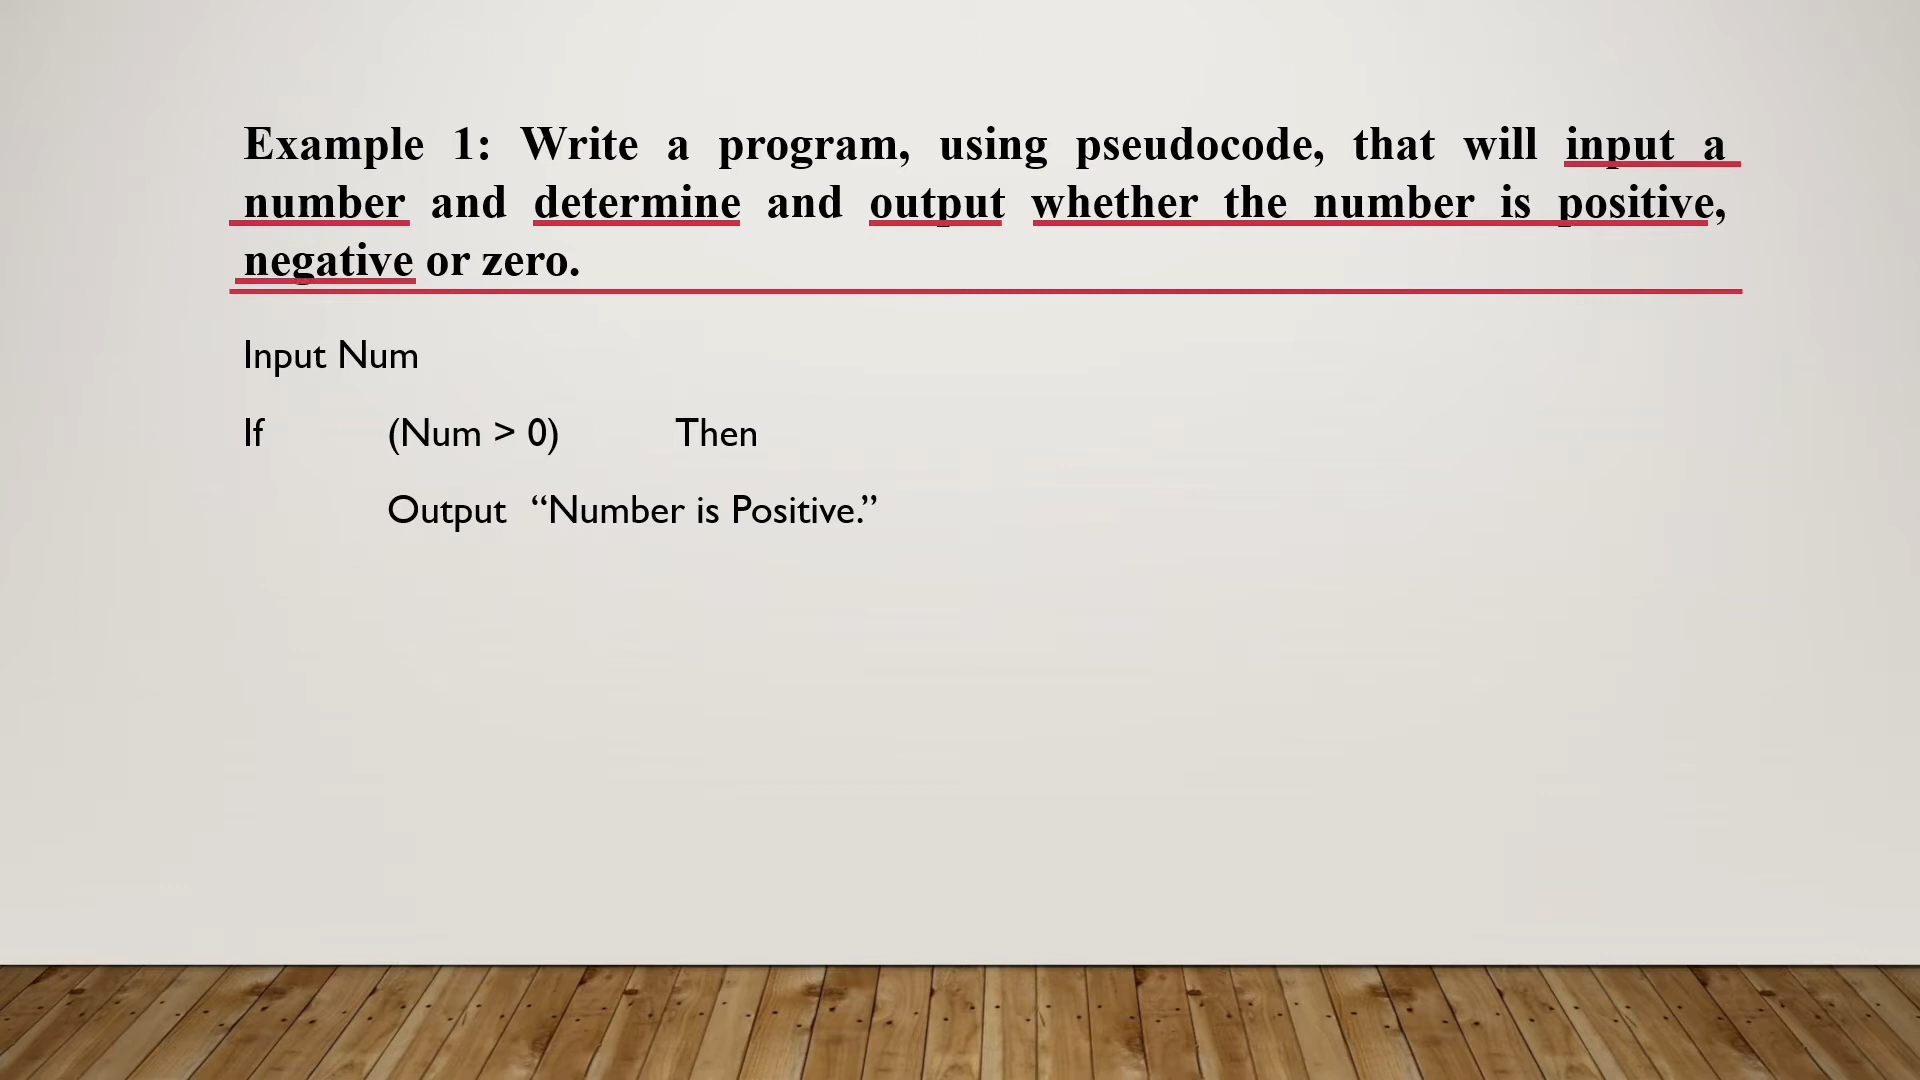 Example 1: Write a program, using pseudocode, that will input a
number and determine and output whether the number is positive,
negative or zero.
Input Num
If (Num > 0) Then
Output “Number is Positive.”